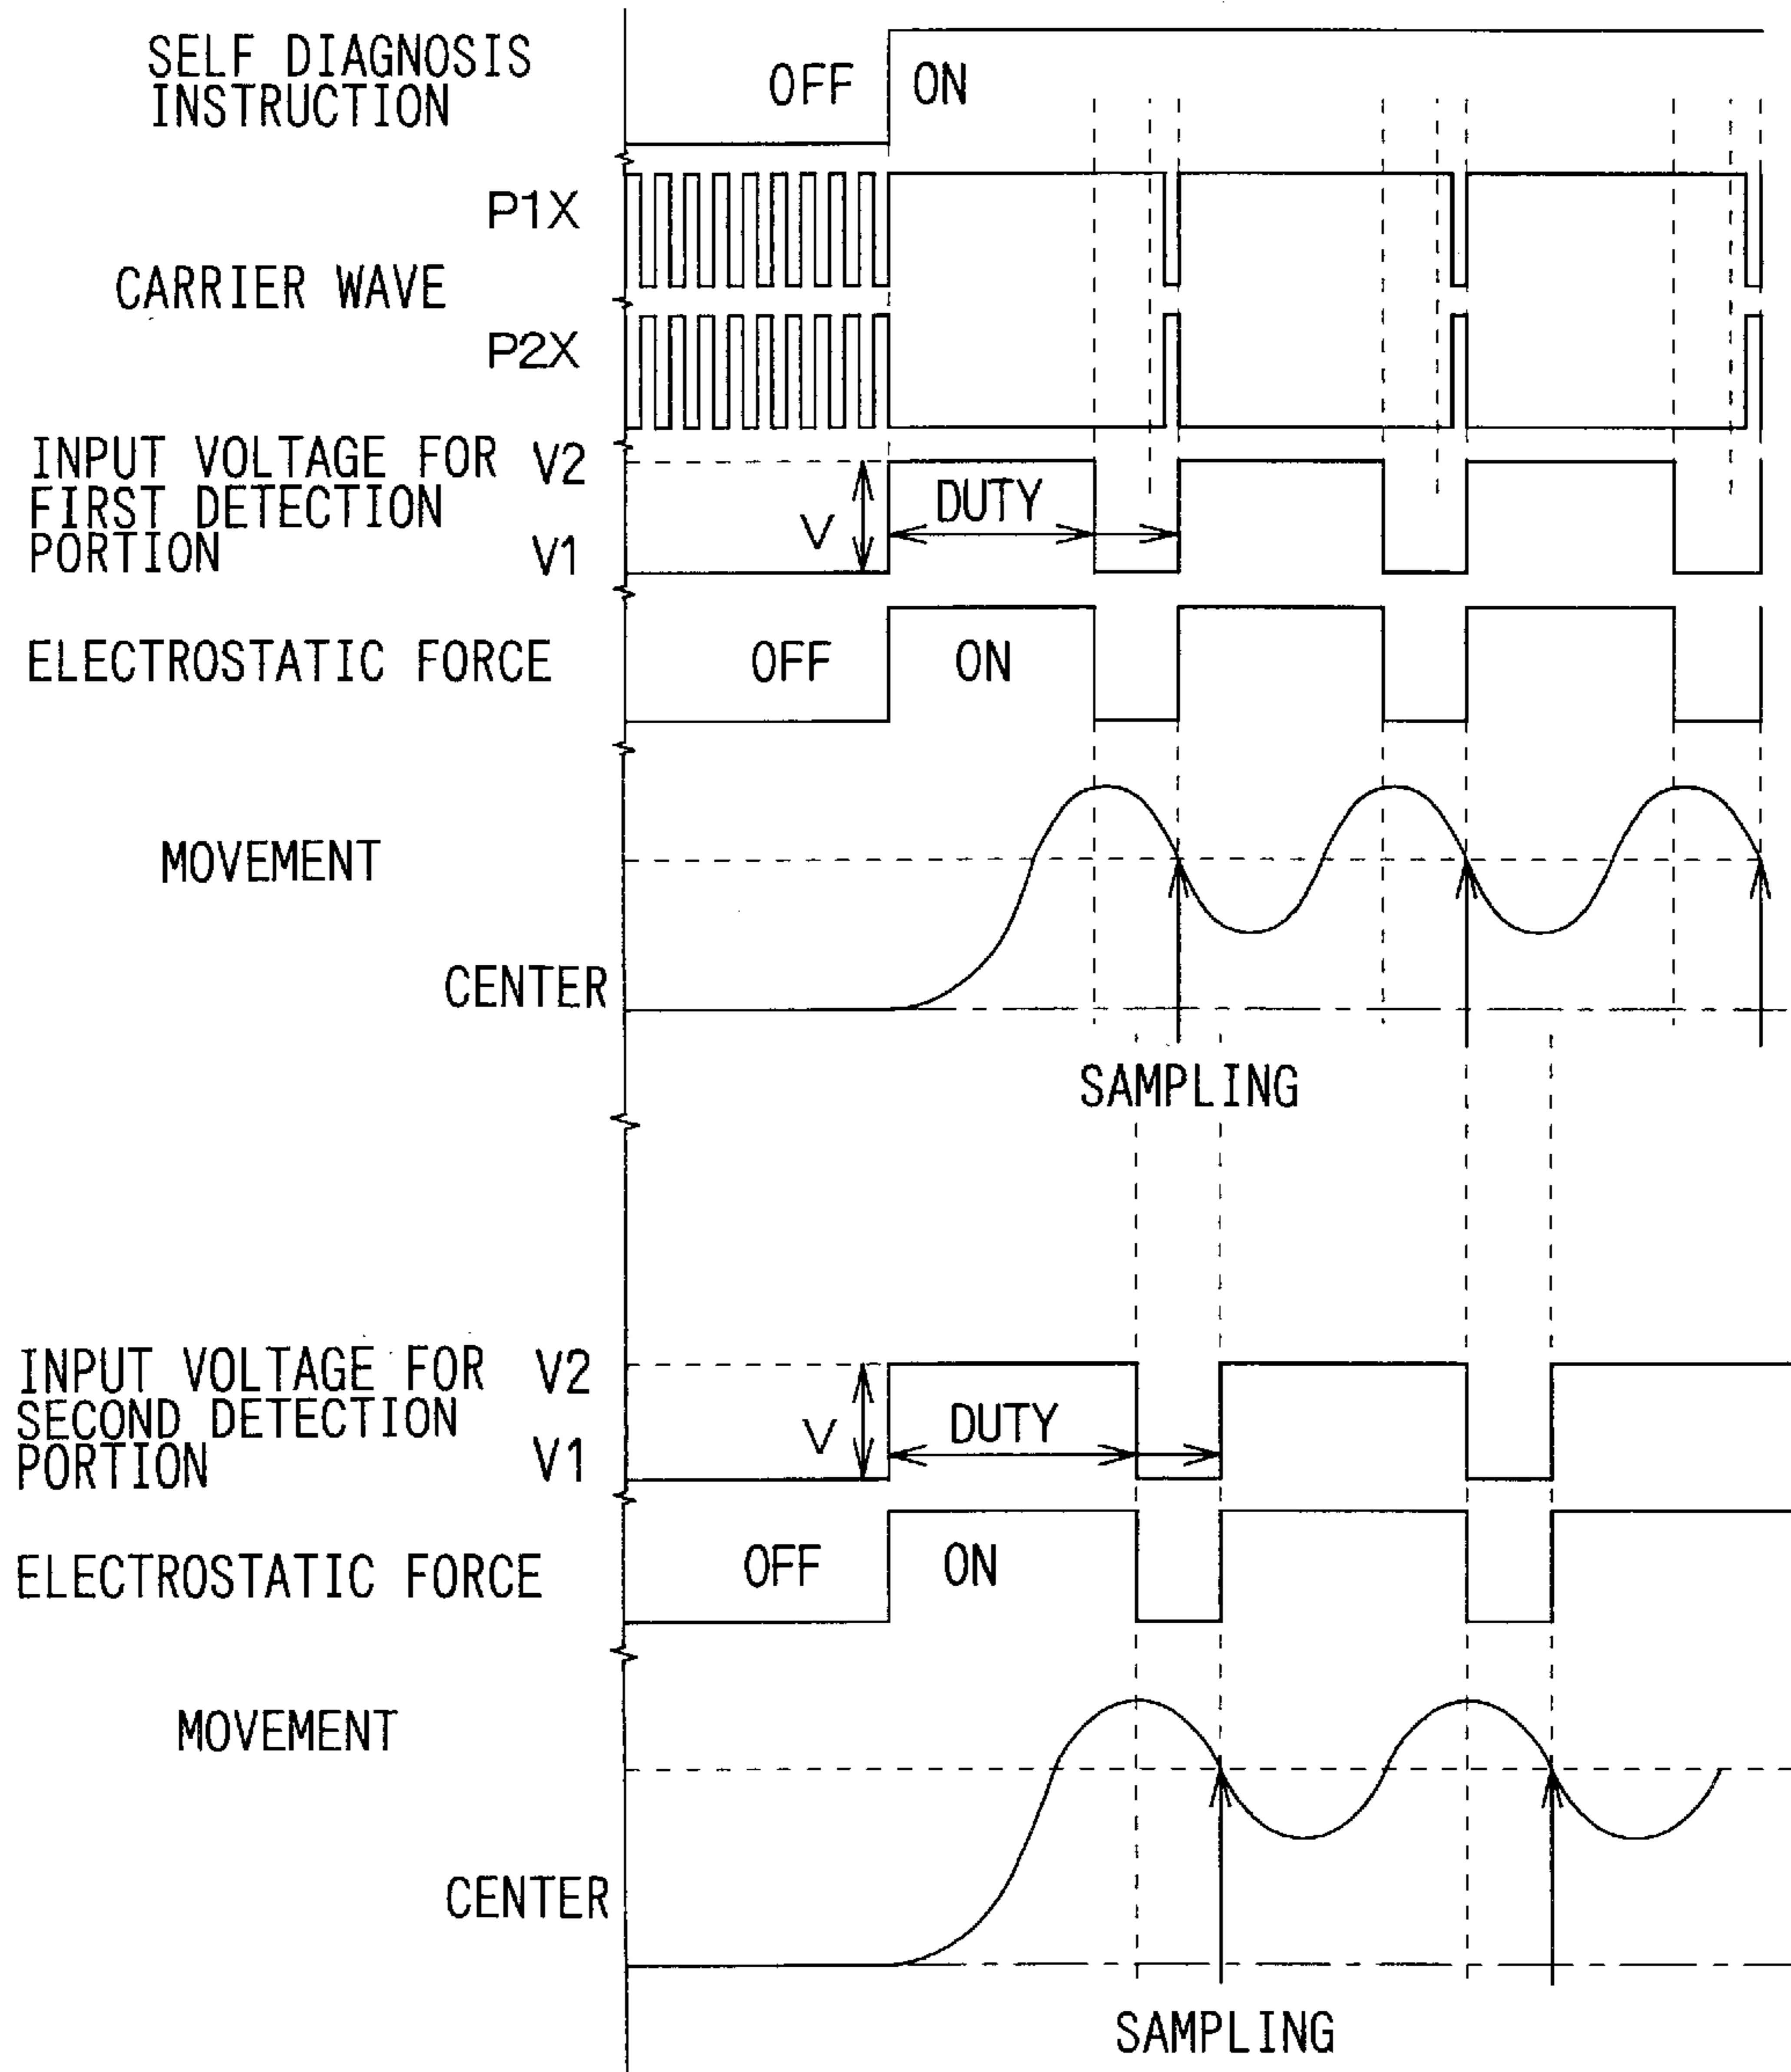 SELF DIAGNOSIS
INSTRUCTION
OFF ON
P1X
CARRIER WAVE
P2X
INPUT VOLTAGE FOR V2
FIRST DETECTION
PORTION V1
V
DUTY
ELECTROSTATIC FORCE OFF ON
MOVEMENT
CENTER
SAMPLING
INPUT VOLTAGE FOR V2
SECOND DETECTION
PORTION V1
V
DUTY
ELECTROSTATIC FORCE OFF ON
MOVEMENT
CENTER
SAMPLING